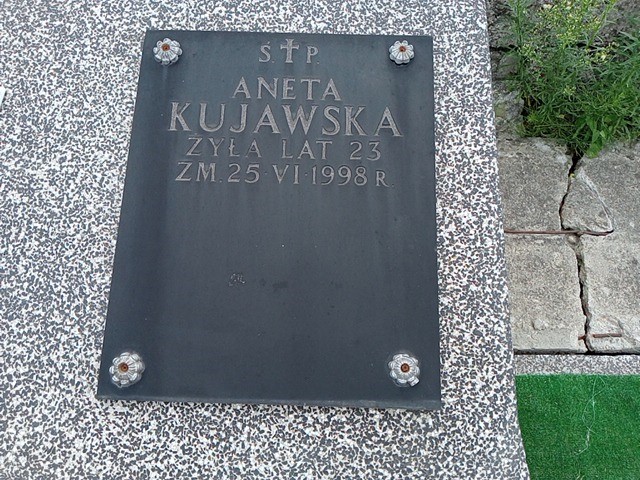 Ś † P.
ANETA
KUJAWSKA
ŻYŁA LAT 23
ZM. 25·VI·1998 R.